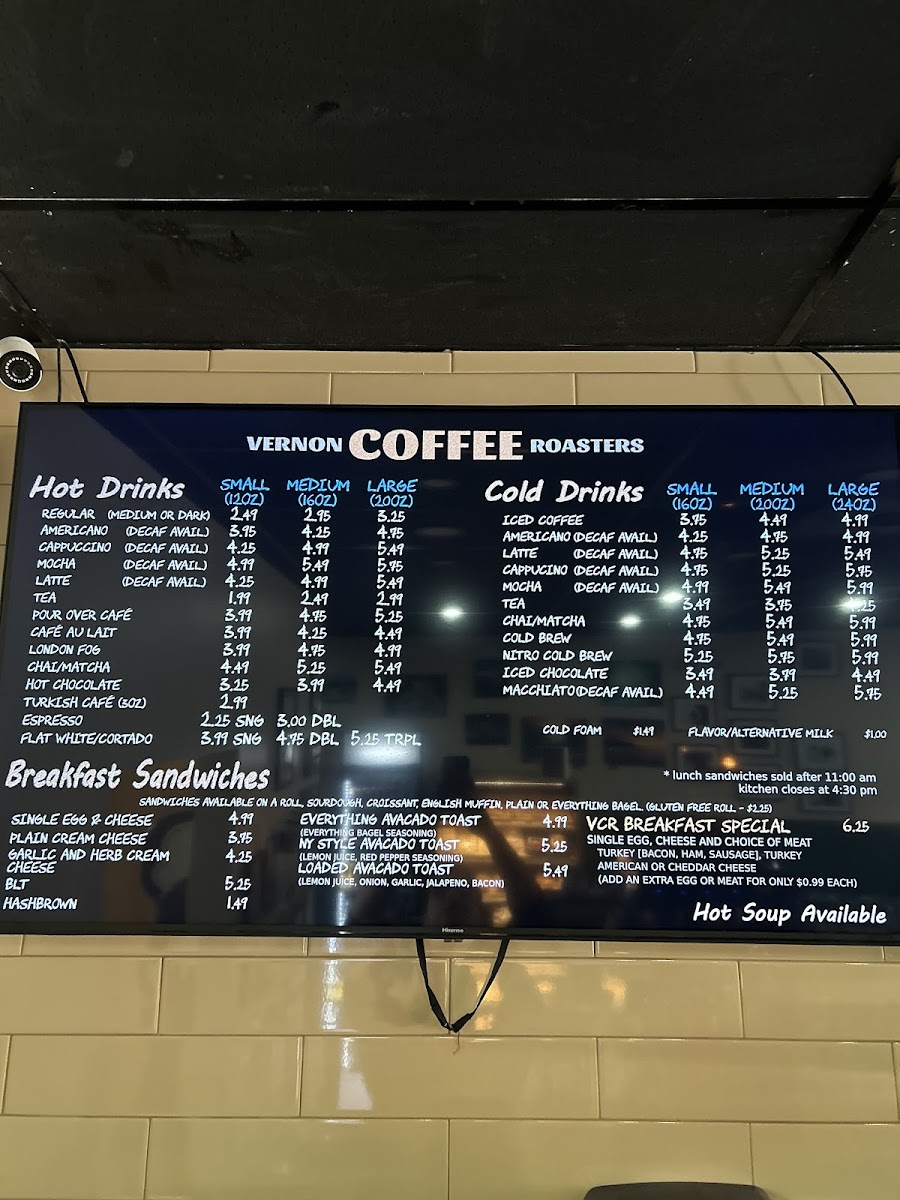 VERNON COFFEE ROASTERS
Hot Drinks SMALL MEDIUM LARGE
(12OZ) (16OZ) (20OZ)
REGULAR (MEDIUM OR DARK) 2.49 2.95 3.25
AMERICANO (DECAF AVAIL) 3.95 4.25 4.75
CAPPUCCINO (DECAF AVAIL) 4.25 4.99 5.49
MOCHA (DECAF AVAIL) 4.99 5.49 5.75
LATTE (DECAF AVAIL) 4.25 4.99 5.49
TEA 1.99 2.49 2.99
POUR OVER CAFÉ 3.99 4.75 5.25
CAFÉ AU LAIT 3.99 4.25 4.49
LONDON FOG 3.99 4.75 4.99
CHAI/MATCHA 4.49 5.25 5.49
HOT CHOCOLATE 3.25 3.99 4.49
TURKISH CAFÉ (3OZ) 2.99
ESPRESSO 2.25 SNG 3.00 DBL
FLAT WHITE/CORTADO 3.99 SNG 4.75 DBL 5.25 TRPL
Cold Drinks SMALL MEDIUM LARGE
(16OZ) (20OZ) (24OZ)
ICED COFFEE 3.75 4.49 4.99
AMERICANO (DECAF AVAIL) 4.25 4.75 4.99
LATTE (DECAF AVAIL) 4.75 5.25 5.49
CAPPUCINO (DECAF AVAIL) 4.75 5.25 5.75
MOCHA (DECAF AVAIL) 4.99 5.49 5.99
TEA 3.49 3.75
CHAI/MATCHA 4.75 5.49 5.99
COLD BREW 4.75 5.49 5.99
NITRO COLD BREW 5.25 5.75 5.99
ICED CHOCOLATE 3.49 3.99 4.49
MACCHIATO (DECAF AVAIL) 4.49 5.25 5.75
COLD FOAM $1.49 FLAVOR/ALTERNATIVE MILK $1.00
* lunch sandwiches sold after 11:00 am
kitchen closes at 4:30 pm
Breakfast Sandwiches
SANDWICHES AVAILABLE ON A ROLL, SOURDOUGH, CROISSANT, ENGLISH MUFFIN, PLAIN OR EVERYTHING BAGEL. (GLUTEN FREE ROLL - $1.25)
SINGLE EGG & CHEESE 4.99
PLAIN CREAM CHEESE 3.75
GARLIC AND HERB CREAM
CHEESE 4.25
BLT 5.25
HASHBROWN 1.49
EVERYTHING AVACADO TOAST 4.99
(EVERYTHING BAGEL SEASONING)
NY STYLE AVACADO TOAST 5.25
(LEMON JUICE, RED PEPPER SEASONING)
LOADED AVACADO TOAST 5.49
(LEMON JUICE, ONION, GARLIC, JALAPENO, BACON)
VCR BREAKFAST SPECIAL 6.25
SINGLE EGG, CHEESE AND CHOICE OF MEAT
TURKEY [BACON, HAM, SAUSAGE], TURKEY
AMERICAN OR CHEDDAR CHEESE
(ADD AN EXTRA EGG OR MEAT FOR ONLY $0.99 EACH)
Hot Soup Available
Hisense